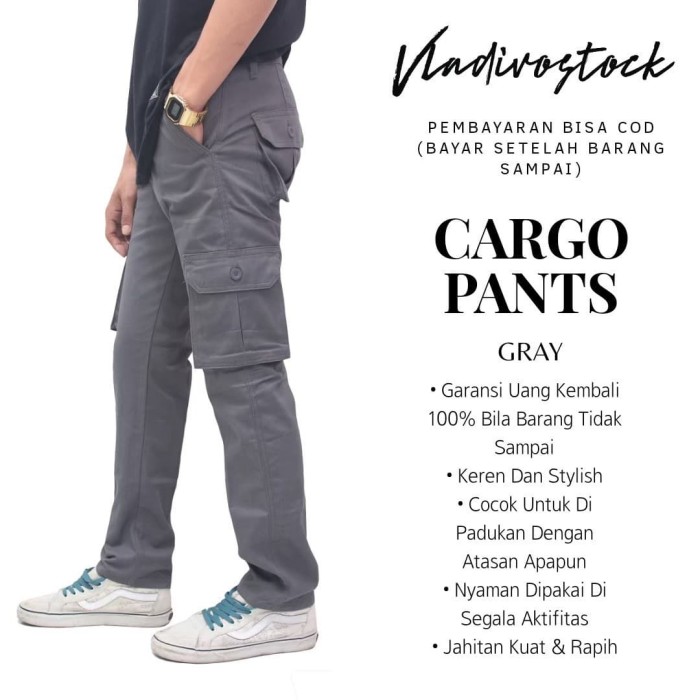 Vladivostock
PEMBAYARAN BISA COD
(BAYAR SETELAH BARANG
SAMPAI)
CARGO
PANTS
GRAY
• Garansi Uang Kembali
100% Bila Barang Tidak
Sampai
• Keren Dan Stylish
• Cocok Untuk Di
Padukan Dengan
Atasan Apapun
• Nyaman Dipakai Di
Segala Aktifitas
• Jahitan Kuat & Rapih